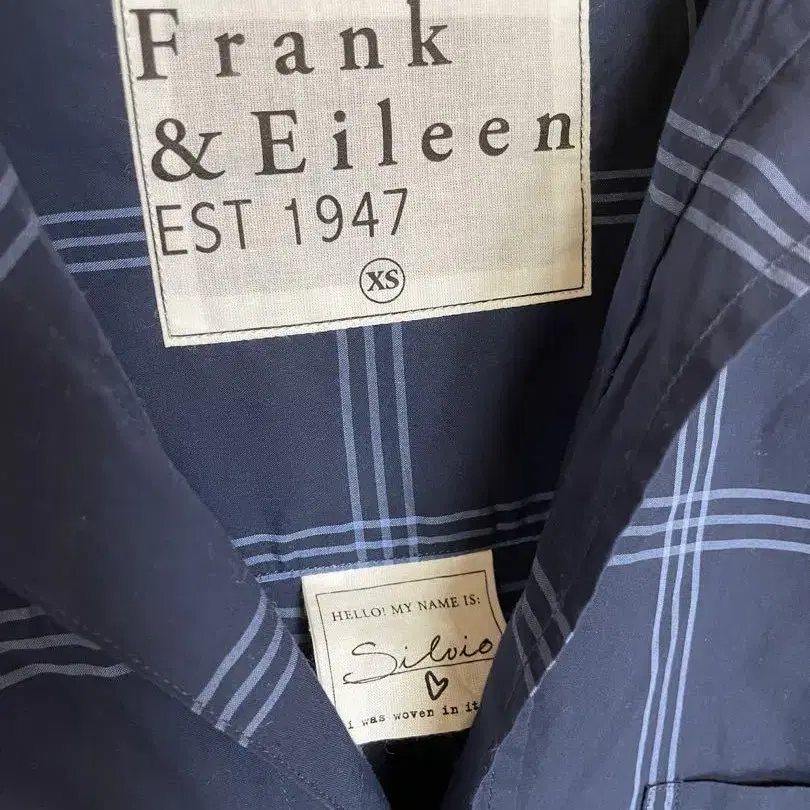 Frank
& Eileen
EST 1947
XS
HELLO! MY NAME IS:
Silvio
i was woven in it